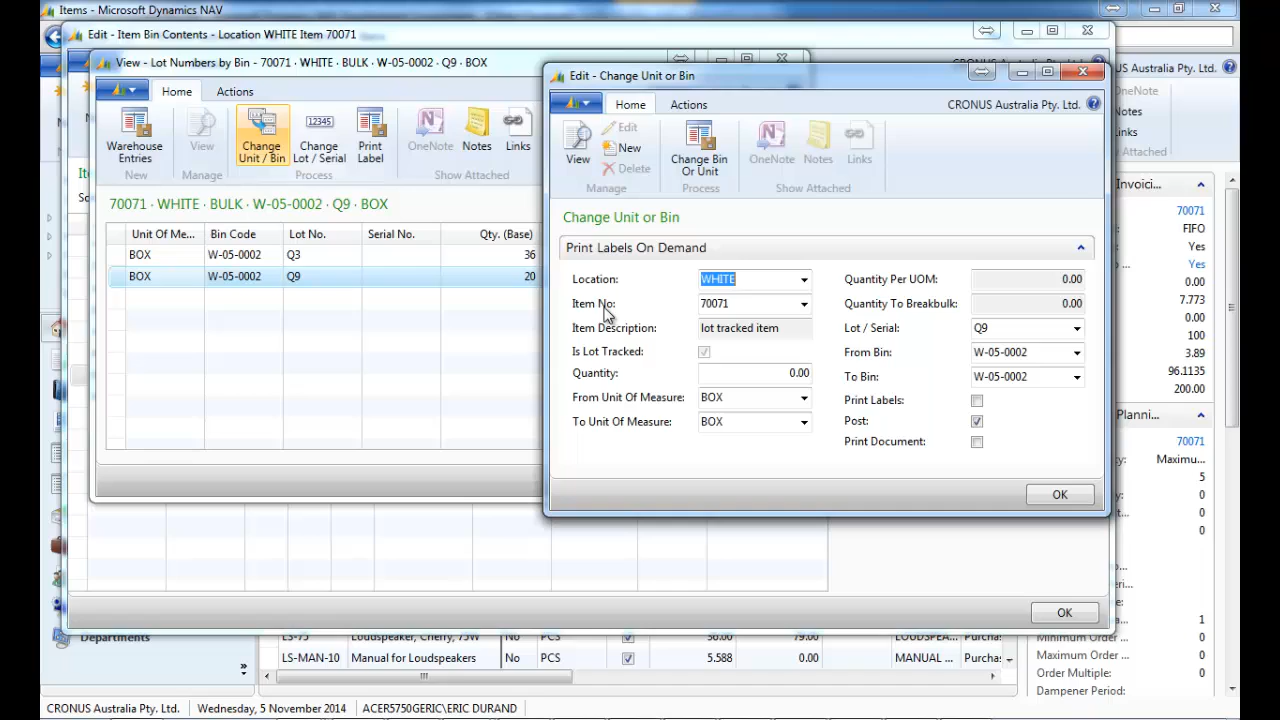 Items - Microsoft Dynamics NAV
Edit - Item Bin Contents - Location WHITE Item 70071
View - Lot Numbers by Bin - 70071 · WHITE · BULK · W-05-0002 · Q9 · BOX
Home Actions
Warehouse Entries
View
Change Unit / Bin
Change Lot / Serial
Print Label
OneNote
Notes
Links
New
Manage
Process
Show Attached
70071 · WHITE · BULK · W-05-0002 · Q9 · BOX
Unit Of Me... Bin Code Lot No. Serial No. Qty. (Base)
BOX W-05-0002 Q3 36
BOX W-05-0002 Q9 20
Edit - Change Unit or Bin
Home Actions CRONUS Australia Pty. Ltd.
View
Edit
New
Delete
Change Bin Or Unit
OneNote
Notes
Links
Manage
Process
Show Attached
Change Unit or Bin
Print Labels On Demand
Location: WHITE
Item No: 70071
Item Description: lot tracked item
Is Lot Tracked:
Quantity: 0.00
From Unit Of Measure: BOX
To Unit Of Measure: BOX
Quantity Per UOM: 0.00
Quantity To Breakbulk: 0.00
Lot / Serial: Q9
From Bin: W-05-0002
To Bin: W-05-0002
Print Labels:
Post:
Print Document:
OK
OK
ONUS Australia Pty. Ltd.
OneNote
Notes
Links
Attached
Invoici...
70071
FIFO
Yes
Yes
7.773
0.00
100
3.89
96.1135
200.00
Planni...
70071
Maximu...
5
0
0
0
1
Minimum Order ... 0
Maximum Order ... 0
Order Multiple: 0
Dampener Period:
Departments
LS-75 Loudspeaker, Cherry, 75W No PCS 30.00 79.00 LOUDSPEA... Purcha
LS-MAN-10 Manual for Loudspeakers No PCS 5.588 0.00 MANUAL ... Purcha
CRONUS Australia Pty. Ltd. Wednesday, 5 November 2014 ACER5750GERIC\ERIC DURAND